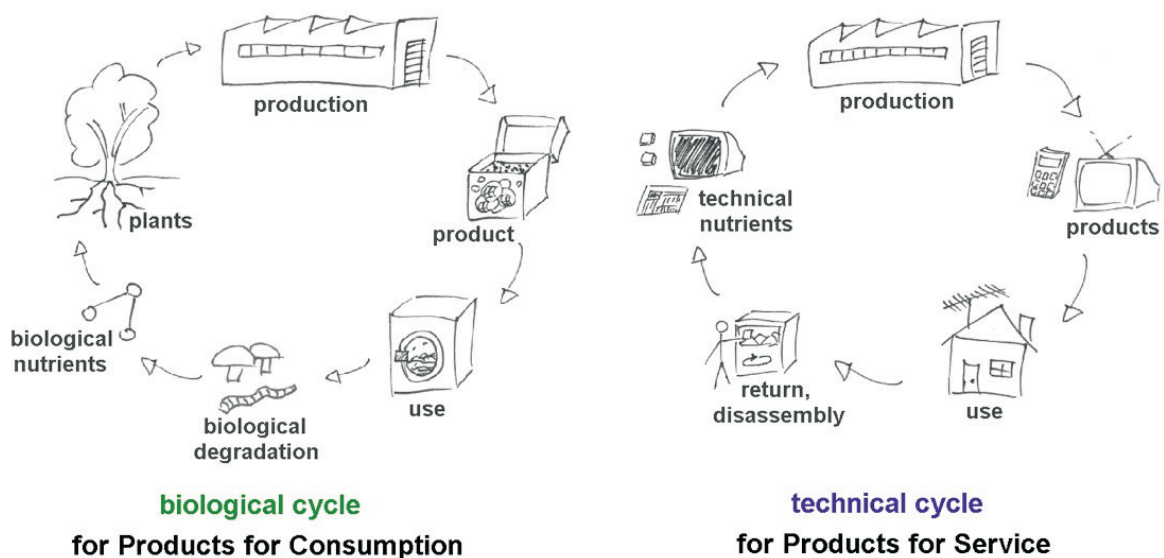 production
product
use
biological
degradation
biological
nutrients
plants
biological cycle
for Products for Consumption
production
products
use
return,
disassembly
technical
nutrients
technical cycle
for Products for Service